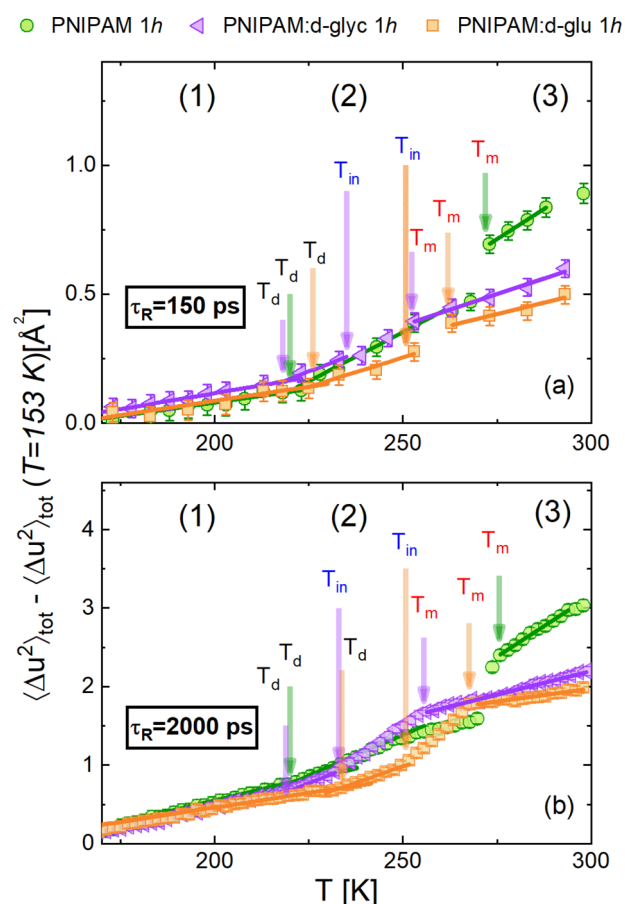 PNIPAM 1h PNIPAM:d-glyc 1h PNIPAM:d-glu 1h
(1) (2) (3)
T_in
T_in
T_m
T_m
T_m
T_d
T_d
T_d
τ_R=150 ps
(a)
0.0
0.5
1.0
200 250 300
⟨Δu²⟩_tot - ⟨Δu²⟩_tot (T=153 K)[Å²]
(1) (2) (3)
T_in
T_in
T_m
T_m
T_m
T_d
T_d
T_d
τ_R=2000 ps
(b)
0
1
2
3
4
200 250 300
T [K]